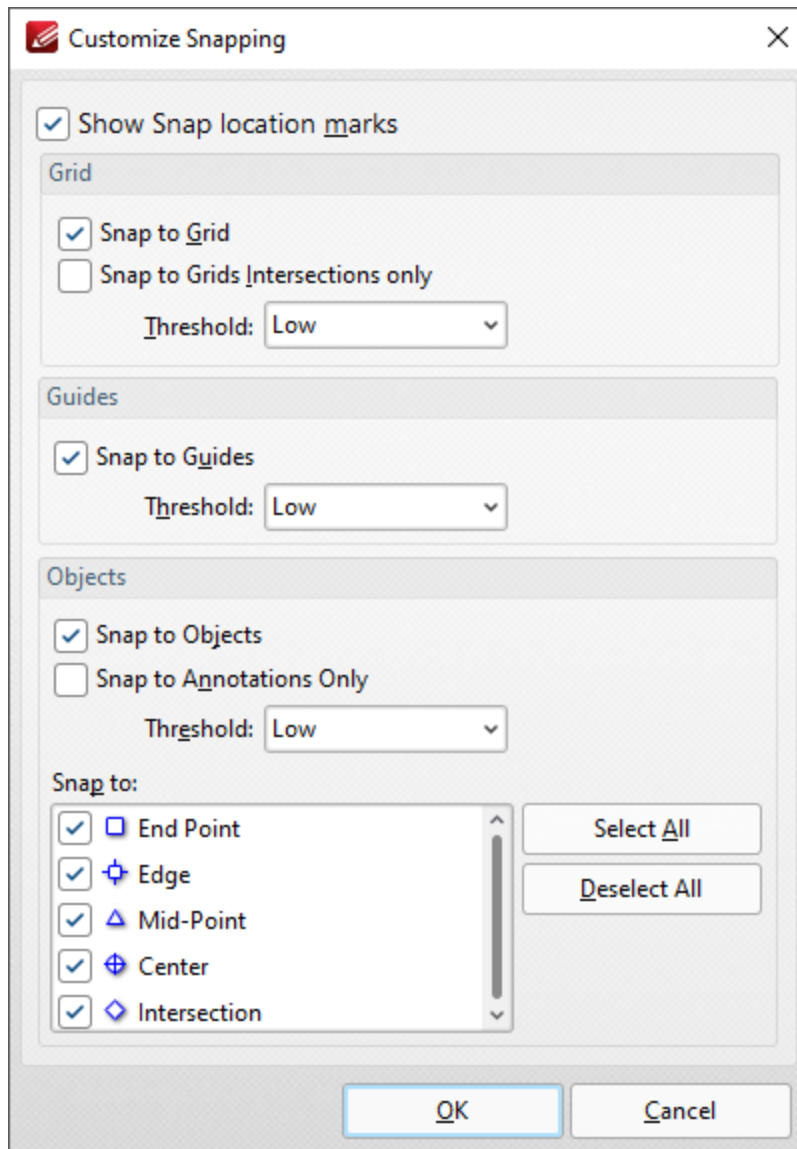 Customize Snapping
Show Snap location marks
Grid
Snap to Grid
Snap to Grids Intersections only
Threshold: Low
Guides
Snap to Guides
Threshold: Low
Objects
Snap to Objects
Snap to Annotations Only
Threshold: Low
Snap to:
End Point
Edge
Mid-Point
Center
Intersection
Select All
Deselect All
OK
Cancel